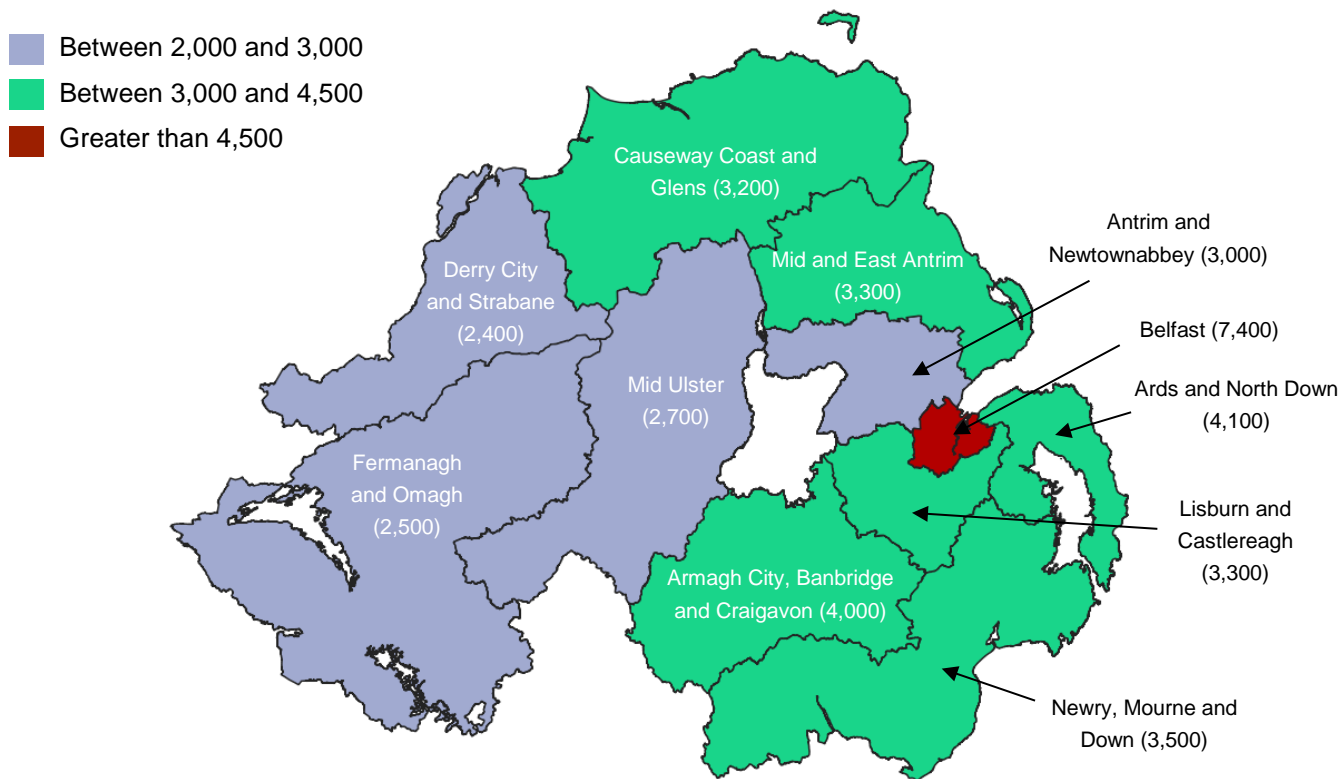 Between 2,000 and 3,000
Between 3,000 and 4,500
Greater than 4,500
Causeway Coast and
Glens (3,200)
Antrim and
Newtownabbey (3,000)
Mid and East Antrim
(3,300)
Derry City
and Strabane
(2,400)
Belfast (7,400)
Mid Ulster
(2,700)
Ards and North Down
(4,100)
Fermanagh
and Omagh
(2,500)
Lisburn and
Castlereagh
(3,300)
Armagh City, Banbridge
and Craigavon (4,000)
Newry, Mourne and
Down (3,500)